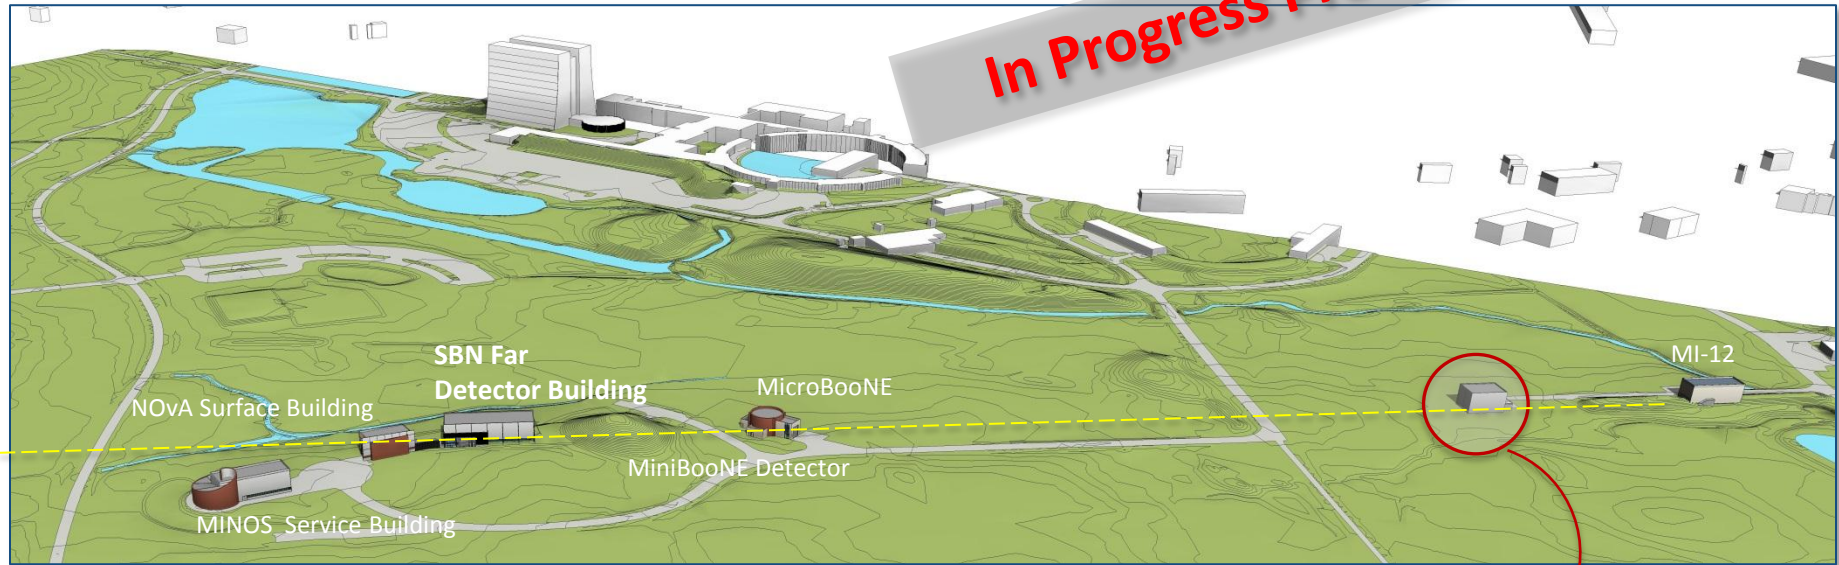 In Progress
SBN Far
Detector Building
MI-12
MicroBooNE
NOvA Surface Building
MiniBooNE Detector
MINOS  Service Building